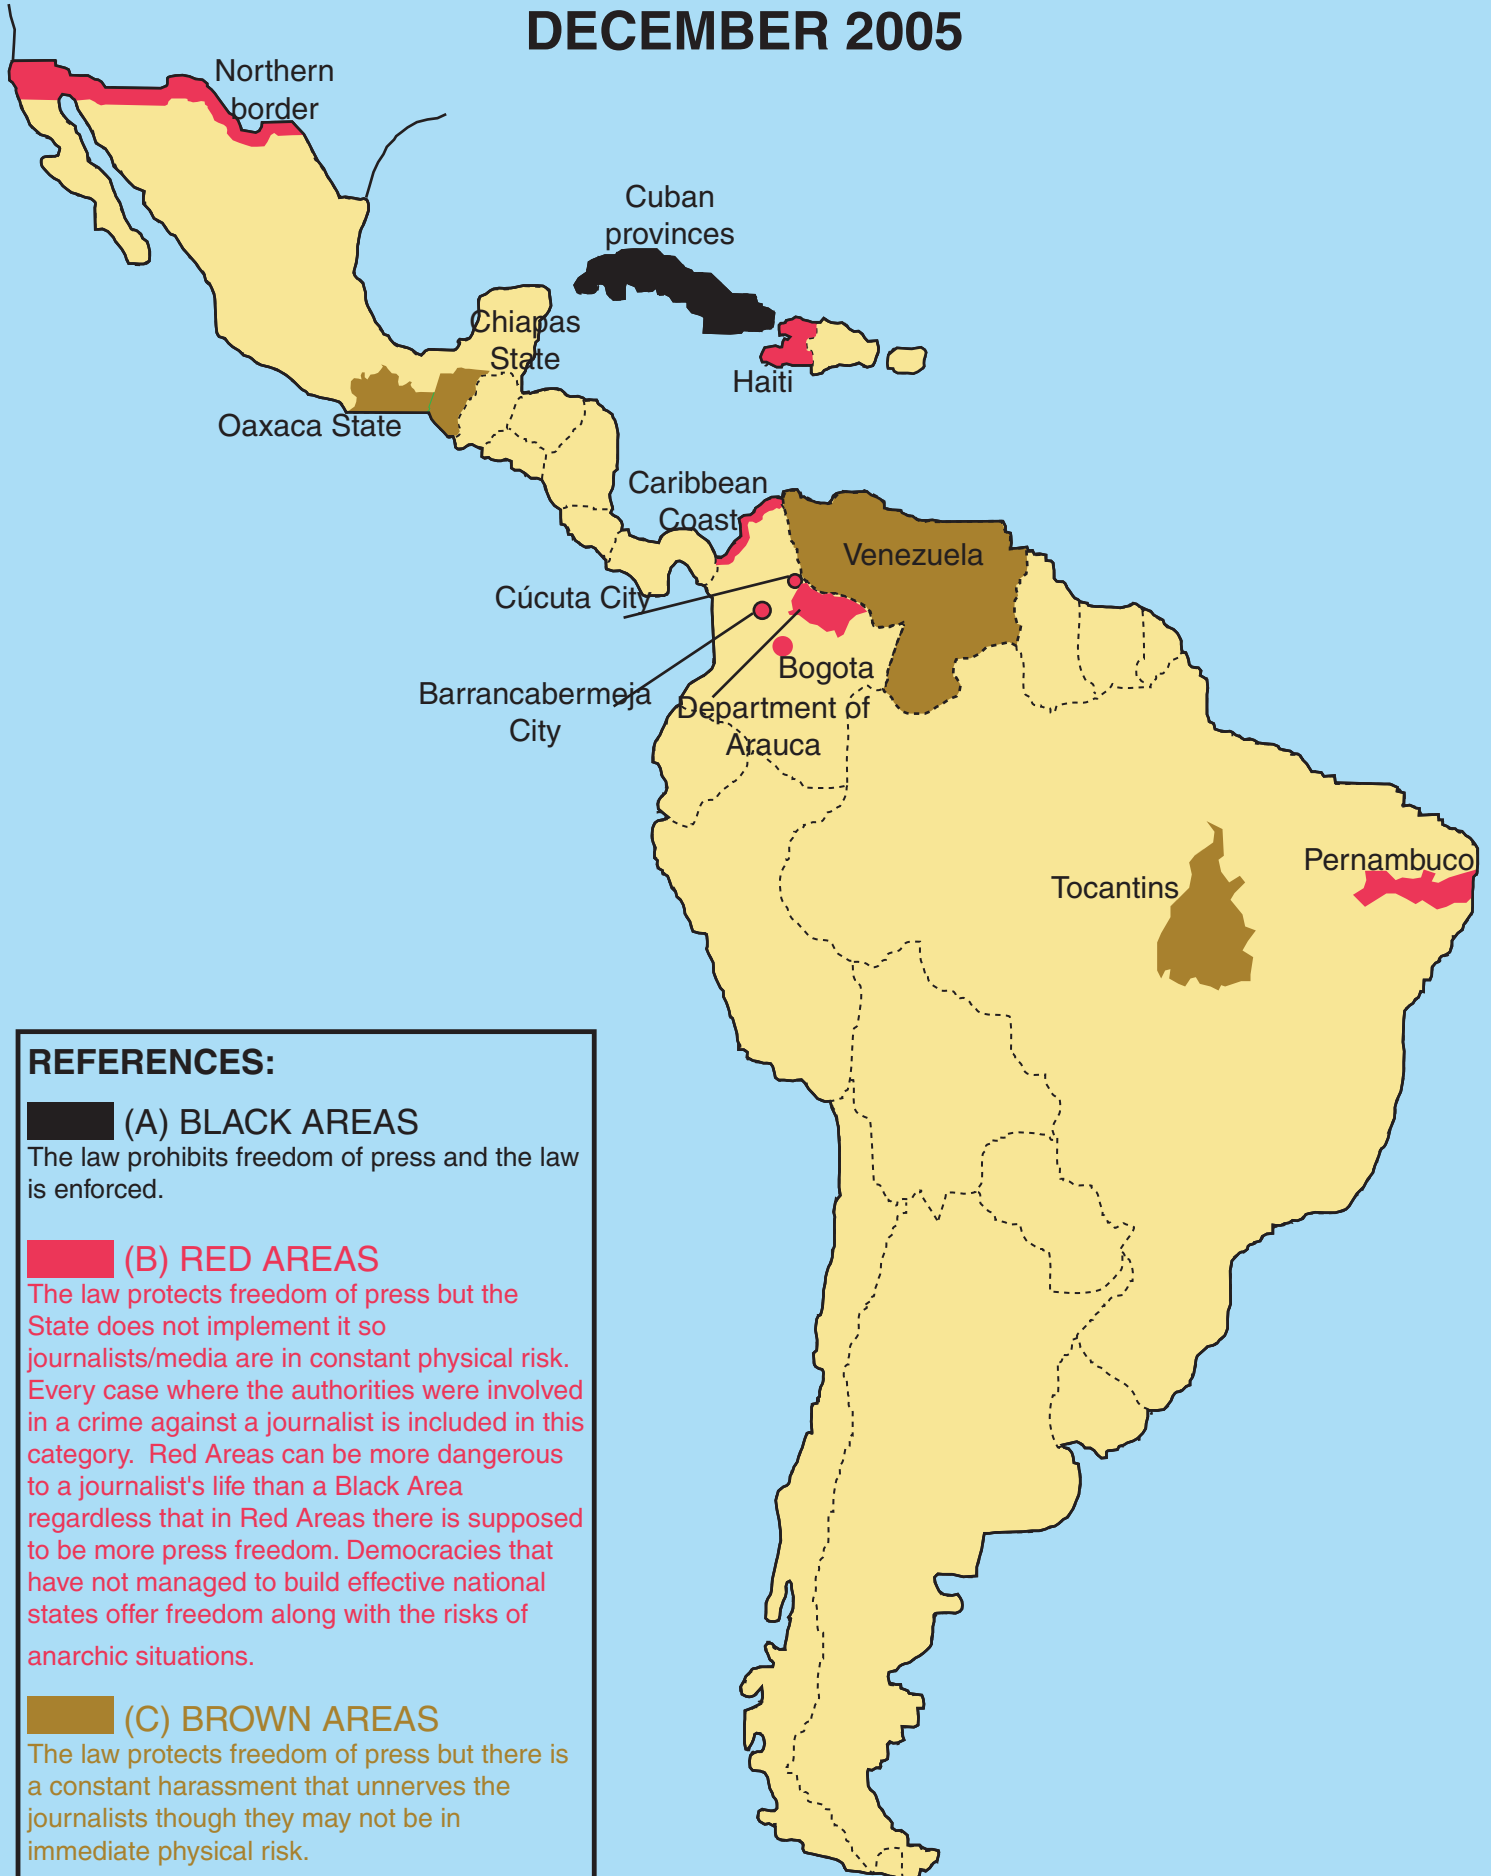 DECEMBER 2005
Northern
border
Cuban
provinces
Chiapas
State
Haiti
Oaxaca State
Caribbean
Coast
Venezuela
Cúcuta City
Bogota
Barrancabermeja
City
Department of
Arauca
Pernambuco
Tocantins
REFERENCES:
(A) BLACK AREAS
The law prohibits freedom of press and the law
is enforced.
(B) RED AREAS
The law protects freedom of press but the
State does not implement it so
journalists/media are in constant physical risk.
Every case where the authorities were involved
in a crime against a journalist is included in this
category.  Red Areas can be more dangerous
to a journalist's life than a Black Area
regardless that in Red Areas there is supposed
to be more press freedom. Democracies that
have not managed to build effective national
states offer freedom along with the risks of
anarchic situations.
(C) BROWN AREAS
The law protects freedom of press but there is
a constant harassment that unnerves the
journalists though they may not be in
immediate physical risk.